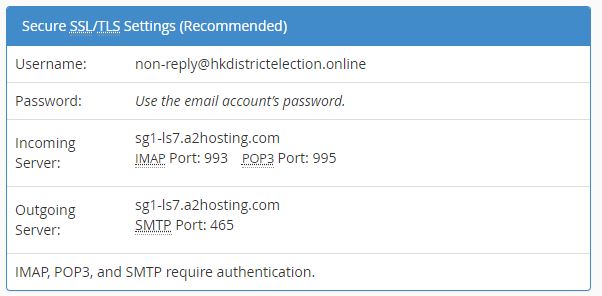 Secure SSL/TLS Settings (Recommended)
Username: non-reply@hkdistrictelection.online
Password: Use the email account’s password.
Incoming Server:
sg1-ls7.a2hosting.com
IMAP Port: 993 POP3 Port: 995
Outgoing Server:
sg1-ls7.a2hosting.com
SMTP Port: 465
IMAP, POP3, and SMTP require authentication.